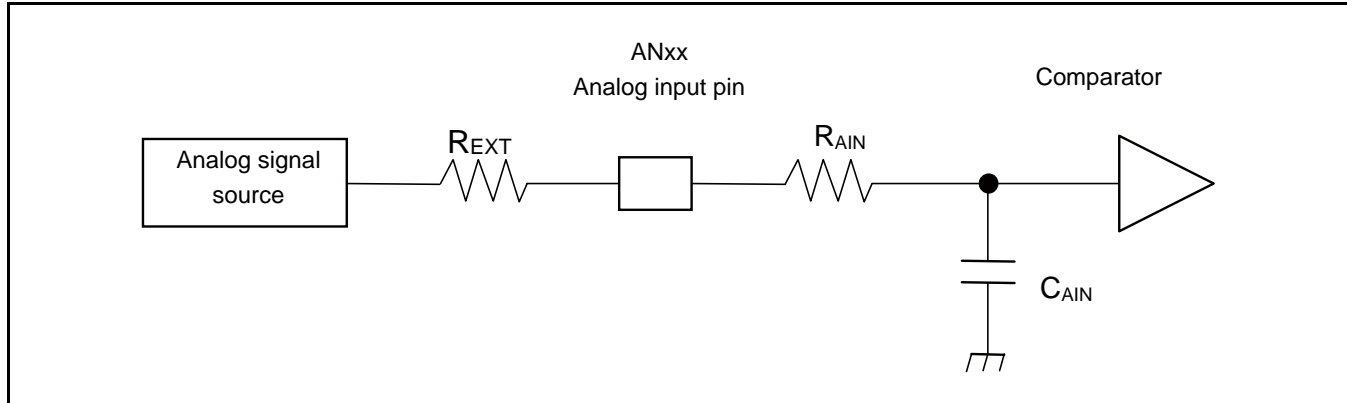 ANxx
Analog input pin
Comparator
Analog signal
source
REXT
RAIN
CAIN